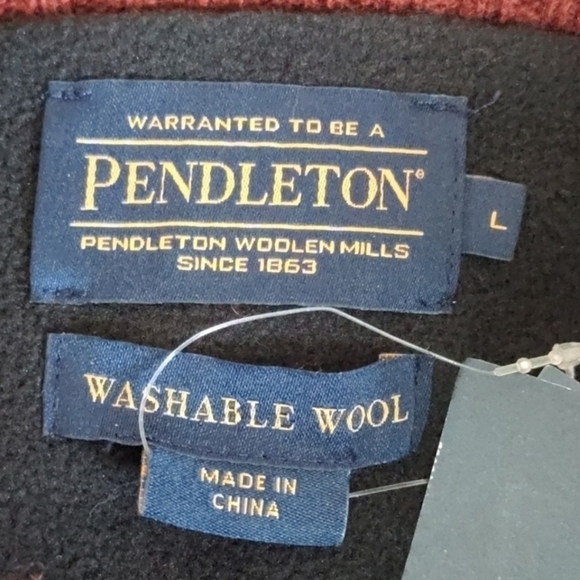 WARRANTED TO BE A
PENDLETON®
L
PENDLETON WOOLEN MILLS
SINCE 1863
WASHABLE WOOL
MADE IN
CHINA